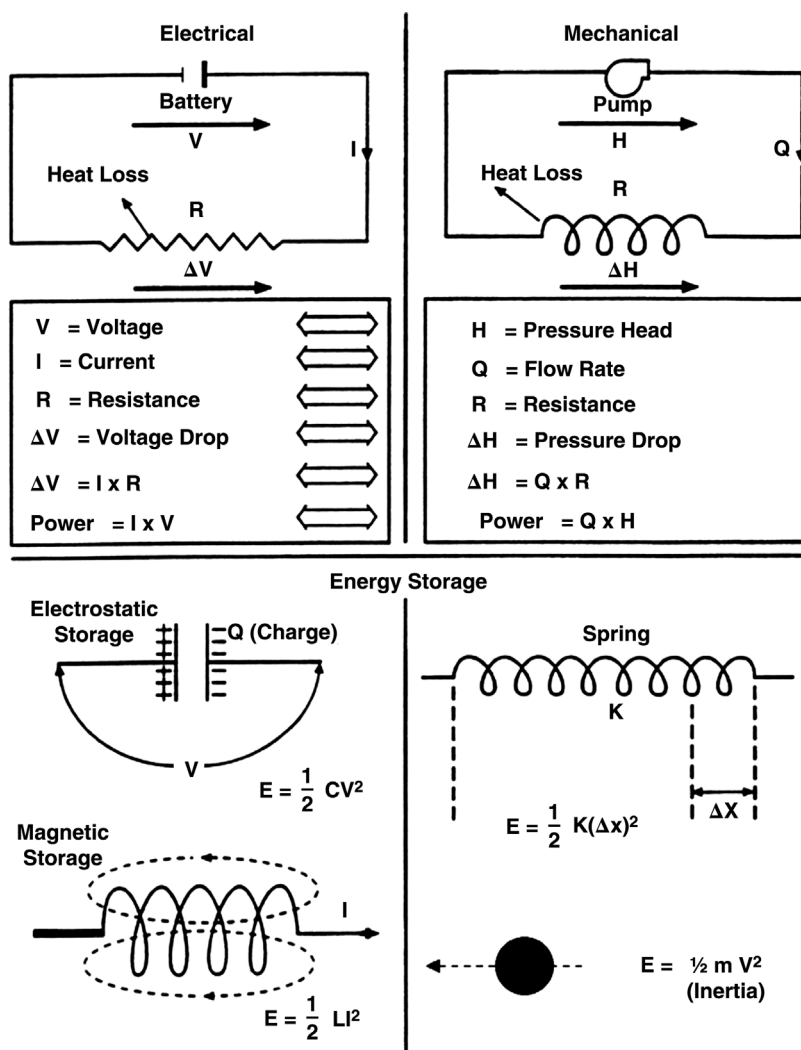 Electrical
Battery
V
I
Heat Loss
R
ΔV
V = Voltage
I = Current
R = Resistance
ΔV = Voltage Drop
ΔV = I x R
Power = I x V
Mechanical
Pump
H
Q
Heat Loss
R
ΔH
H = Pressure Head
Q = Flow Rate
R = Resistance
ΔH = Pressure Drop
ΔH = Q x R
Power = Q x H
Energy Storage
Electrostatic
Storage
Q (Charge)
V
E = 1/2 CV²
Magnetic
Storage
I
E = 1/2 LI²
Spring
K
ΔX
E = 1/2 K(Δx)²
E = ½ m V²
(Inertia)